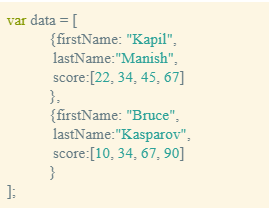 var data = [
{firstName: "Kapil",
lastName:"Manish",
score:[22, 34, 45, 67]
},
{firstName: "Bruce",
lastName:"Kasparov",
score:[10, 34, 67, 90]
}
];